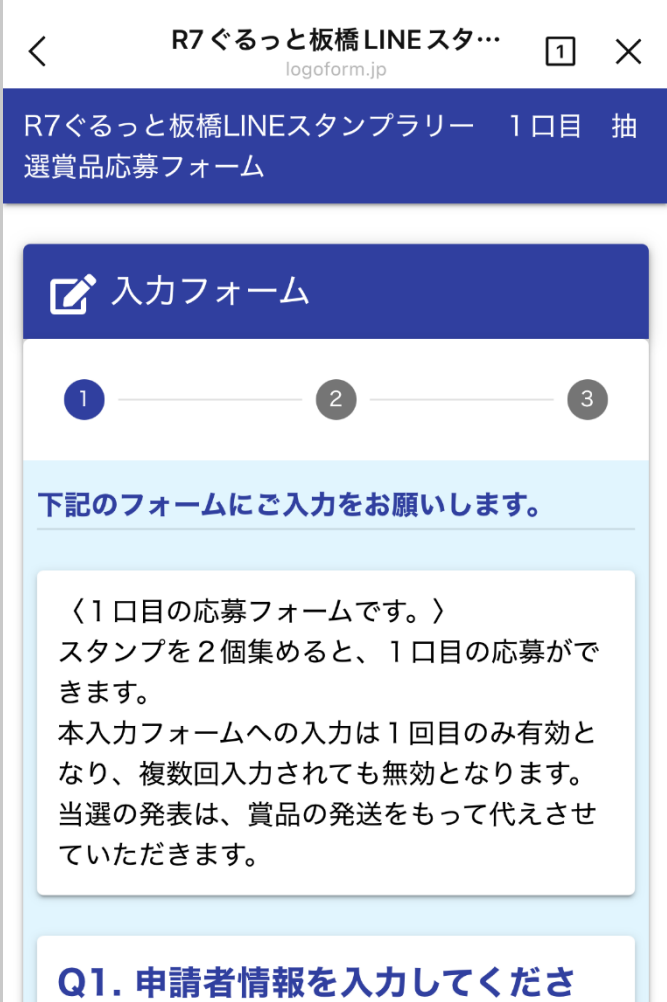 R7ぐるっと板橋LINEスタ…
1
logoform.jp
R7ぐるっと板橋LINEスタンプラリー　１口目　抽
選賞品応募フォーム
入力フォーム
1
2
3
下記のフォームにご入力をお願いします。
〈１口目の応募フォームです。〉
スタンプを２個集めると、１口目の応募がで
きます。
本入力フォームへの入力は１回目のみ有効と
なり、複数回入力されても無効となります。
当選の発表は、賞品の発送をもって代えさせ
ていただきます。
Q1. 申請者情報を入力してくださ